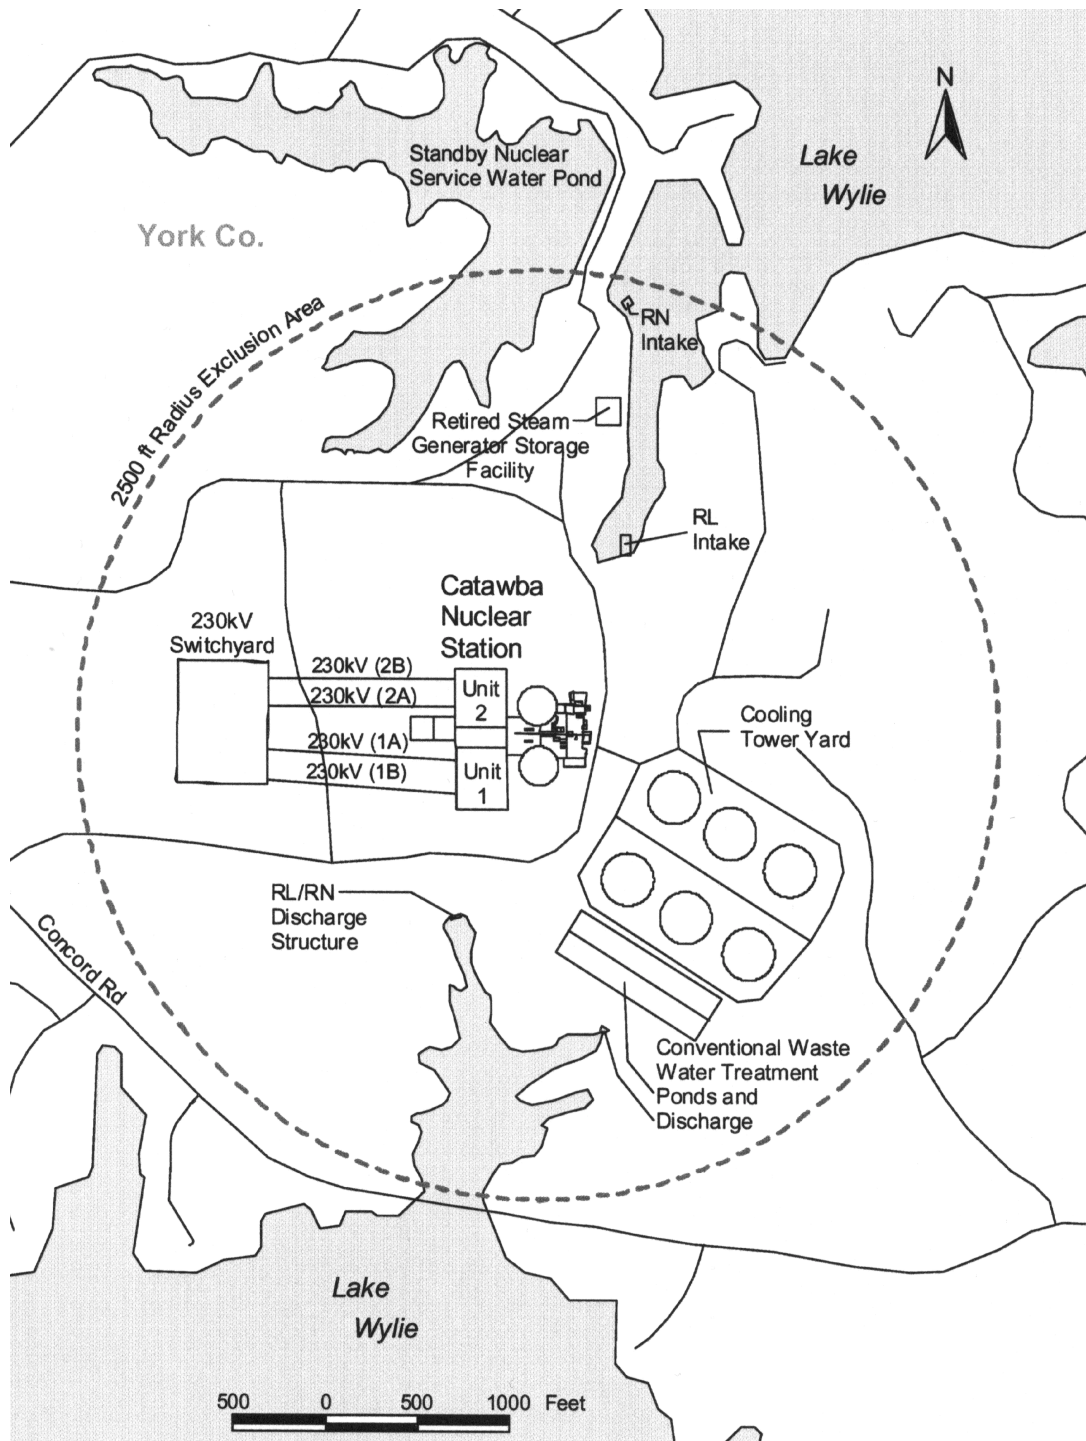 N
Lake
Wylie
Standby Nuclear
Service Water Pond
York Co.
2500 ft Radius Exclusion Area
RN
Intake
Retired Steam
Generator Storage
Facility
RL
Intake
Catawba
Nuclear
Station
230kV
Switchyard
230kV (2B)
230kV (2A)
230kV (1A)
230kV (1B)
Unit
2
Unit
1
Cooling
Tower Yard
RL/RN
Discharge
Structure
Concord Rd
Conventional Waste
Water Treatment
Ponds and
Discharge
Lake
Wylie
500 0 500 1000 Feet